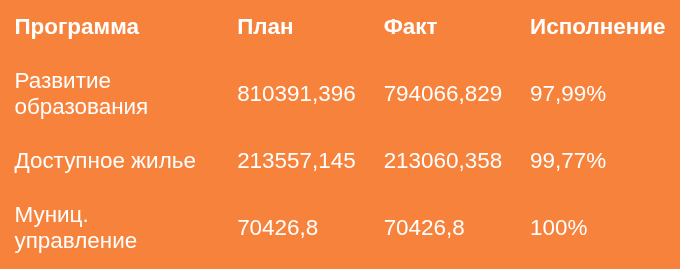 Программа План Факт Исполнение
Развитие
образования 810391,396 794066,829 97,99%
Доступное жилье 213557,145 213060,358 99,77%
Муниц.
управление 70426,8 70426,8 100%